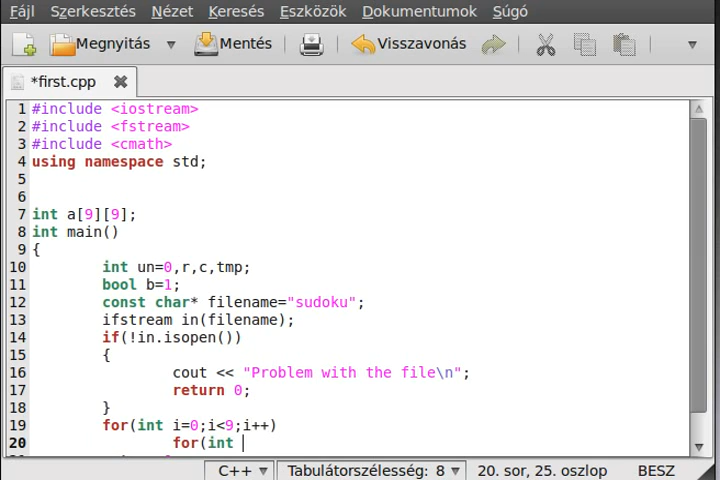 Fájl Szerkesztés Nézet Keresés Eszközök Dokumentumok Súgó
Megnyitás Mentés Visszavonás
*first.cpp
1 #include <iostream>
2 #include <fstream>
3 #include <cmath>
4 using namespace std;
5
6
7 int a[9][9];
8 int main()
9 {
10 int un=0,r,c,tmp;
11 bool b=1;
12 const char* filename="sudoku";
13 ifstream in(filename);
14 if(!in.isopen())
15 {
16 cout << "Problem with the file\n";
17 return 0;
18 }
19 for(int i=0;i<9;i++)
20 for(int
C++ Tabulátorszélesség: 8 20. sor, 25. oszlop BESZ